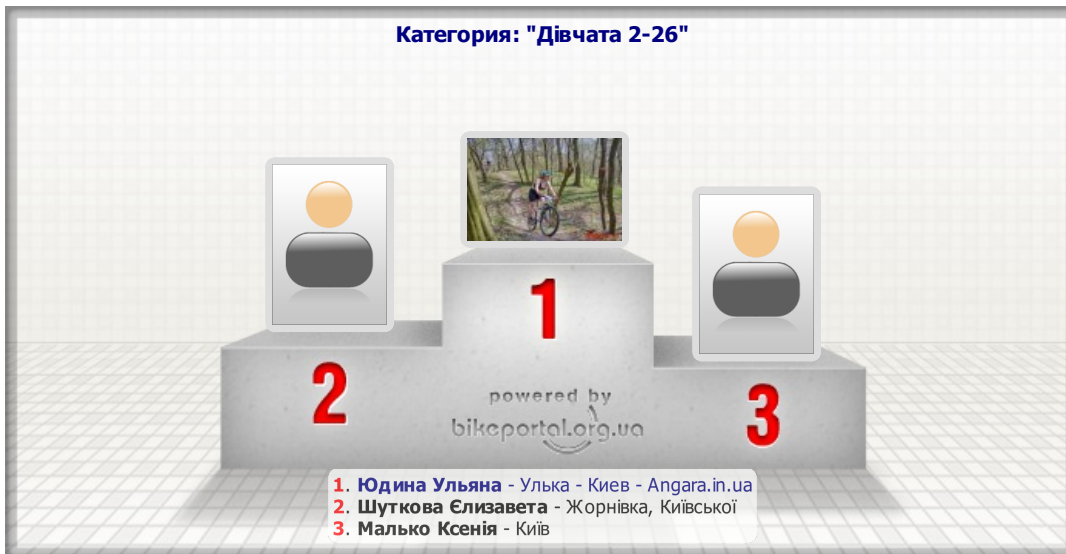 Категория: "Дівчата 2-26"
1
2
3
powered by
bikeportal.org.ua
1. Юдина Ульяна - Улька - Киев - Angara.in.ua
2. Шуткова Єлизавета - Жорнівка, Київської
3. Малько Ксенія - Київ